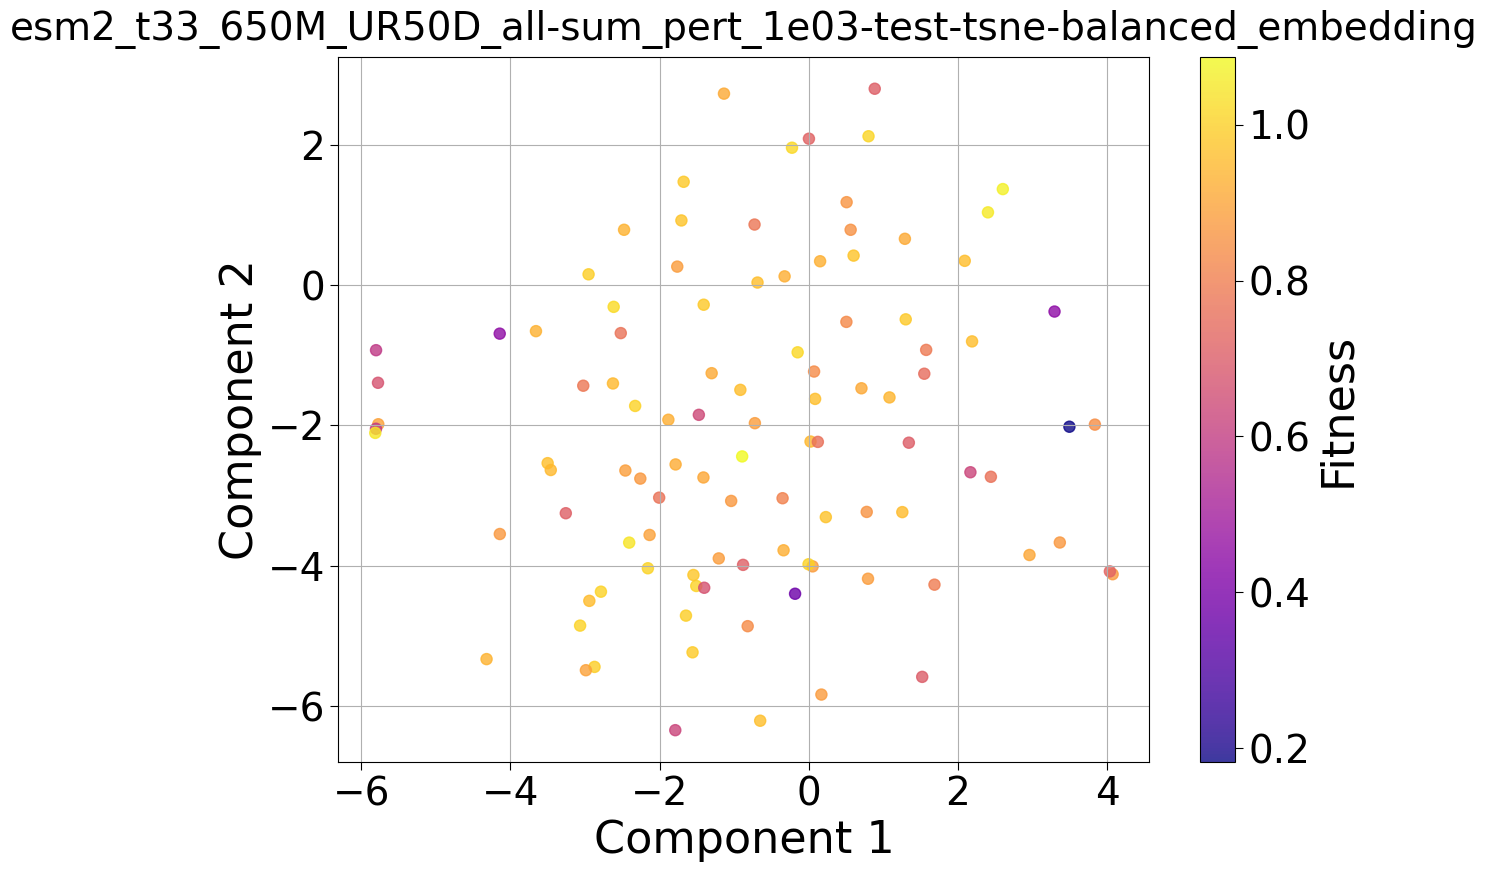 esm2_t33_650M_UR50D_all-sum_pert_1e03-test-tsne-balanced_embedding
2
0
−2
−4
−6
Component 2
−6 −4 −2 0 2 4
Component 1
1.0
0.8
0.6
0.4
0.2
Fitness